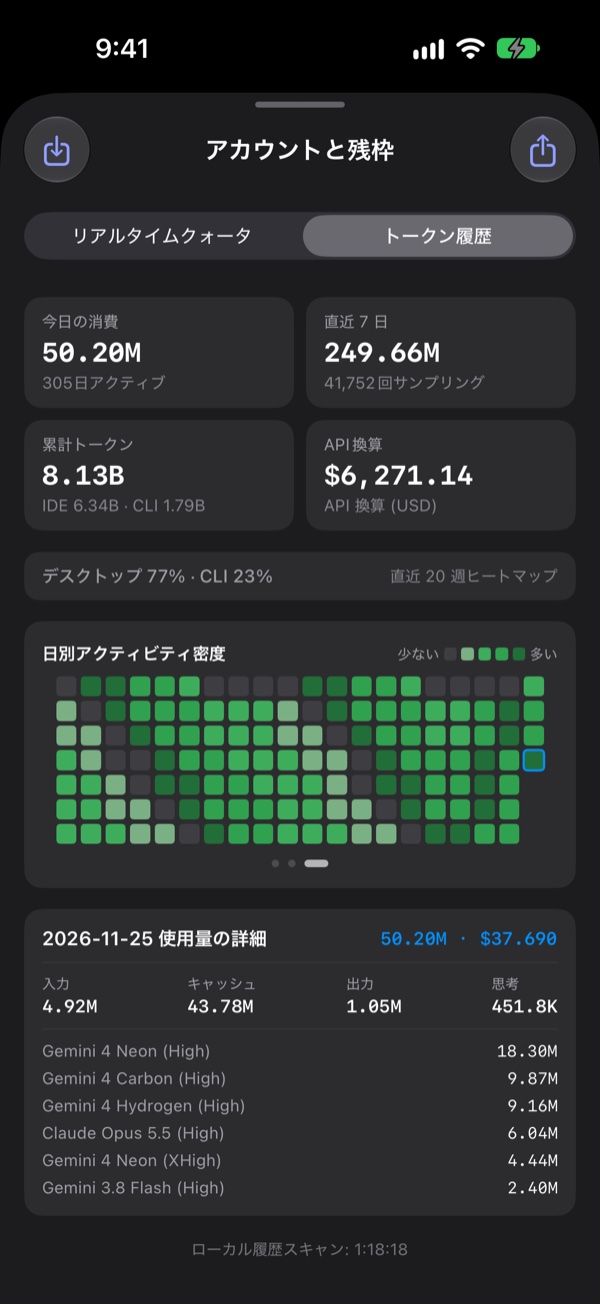 9:41
アカウントと残枠
リアルタイムクォータ
トークン履歴
今日の消費
50.20M
305日アクティブ
直近 7 日
249.66M
41,752回サンプリング
累計トークン
8.13B
IDE 6.34B · CLI 1.79B
API換算
$6,271.14
API 換算 (USD)
デスクトップ 77% · CLI 23%
直近 20 週ヒートマップ
日別アクティビティ密度
少ない 多い
2026-11-25 使用量の詳細
50.20M · $37.690
入力
4.92M
キャッシュ
43.78M
出力
1.05M
思考
451.8K
Gemini 4 Neon (High) 18.30M
Gemini 4 Carbon (High) 9.87M
Gemini 4 Hydrogen (High) 9.16M
Claude Opus 5.5 (High) 6.04M
Gemini 4 Neon (XHigh) 4.44M
Gemini 3.8 Flash (High) 2.40M
ローカル履歴スキャン: 1:18:18